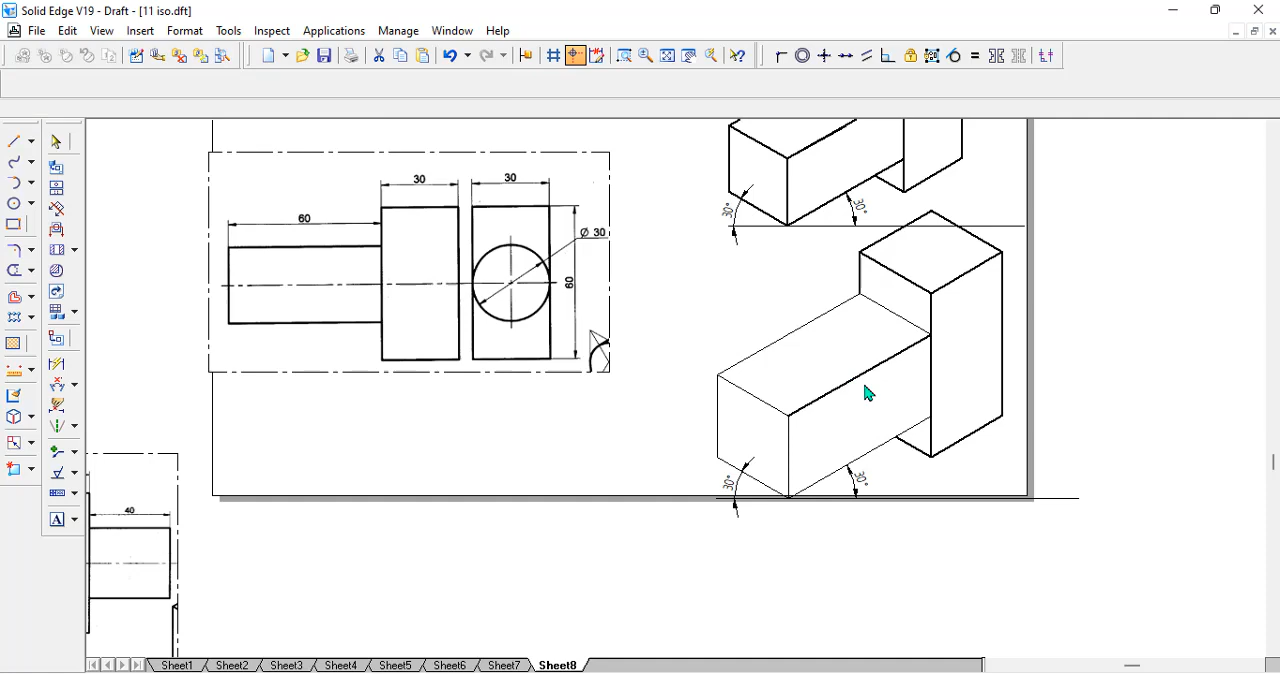 Solid Edge V19 - Draft - [11 iso.dft]
File Edit View Insert Format Tools Inspect Applications Manage Window Help
30
30
60
Ø 30
60
30°
30°
30°
30°
40
A
Sheet1 Sheet2 Sheet3 Sheet4 Sheet5 Sheet6 Sheet7 Sheet8